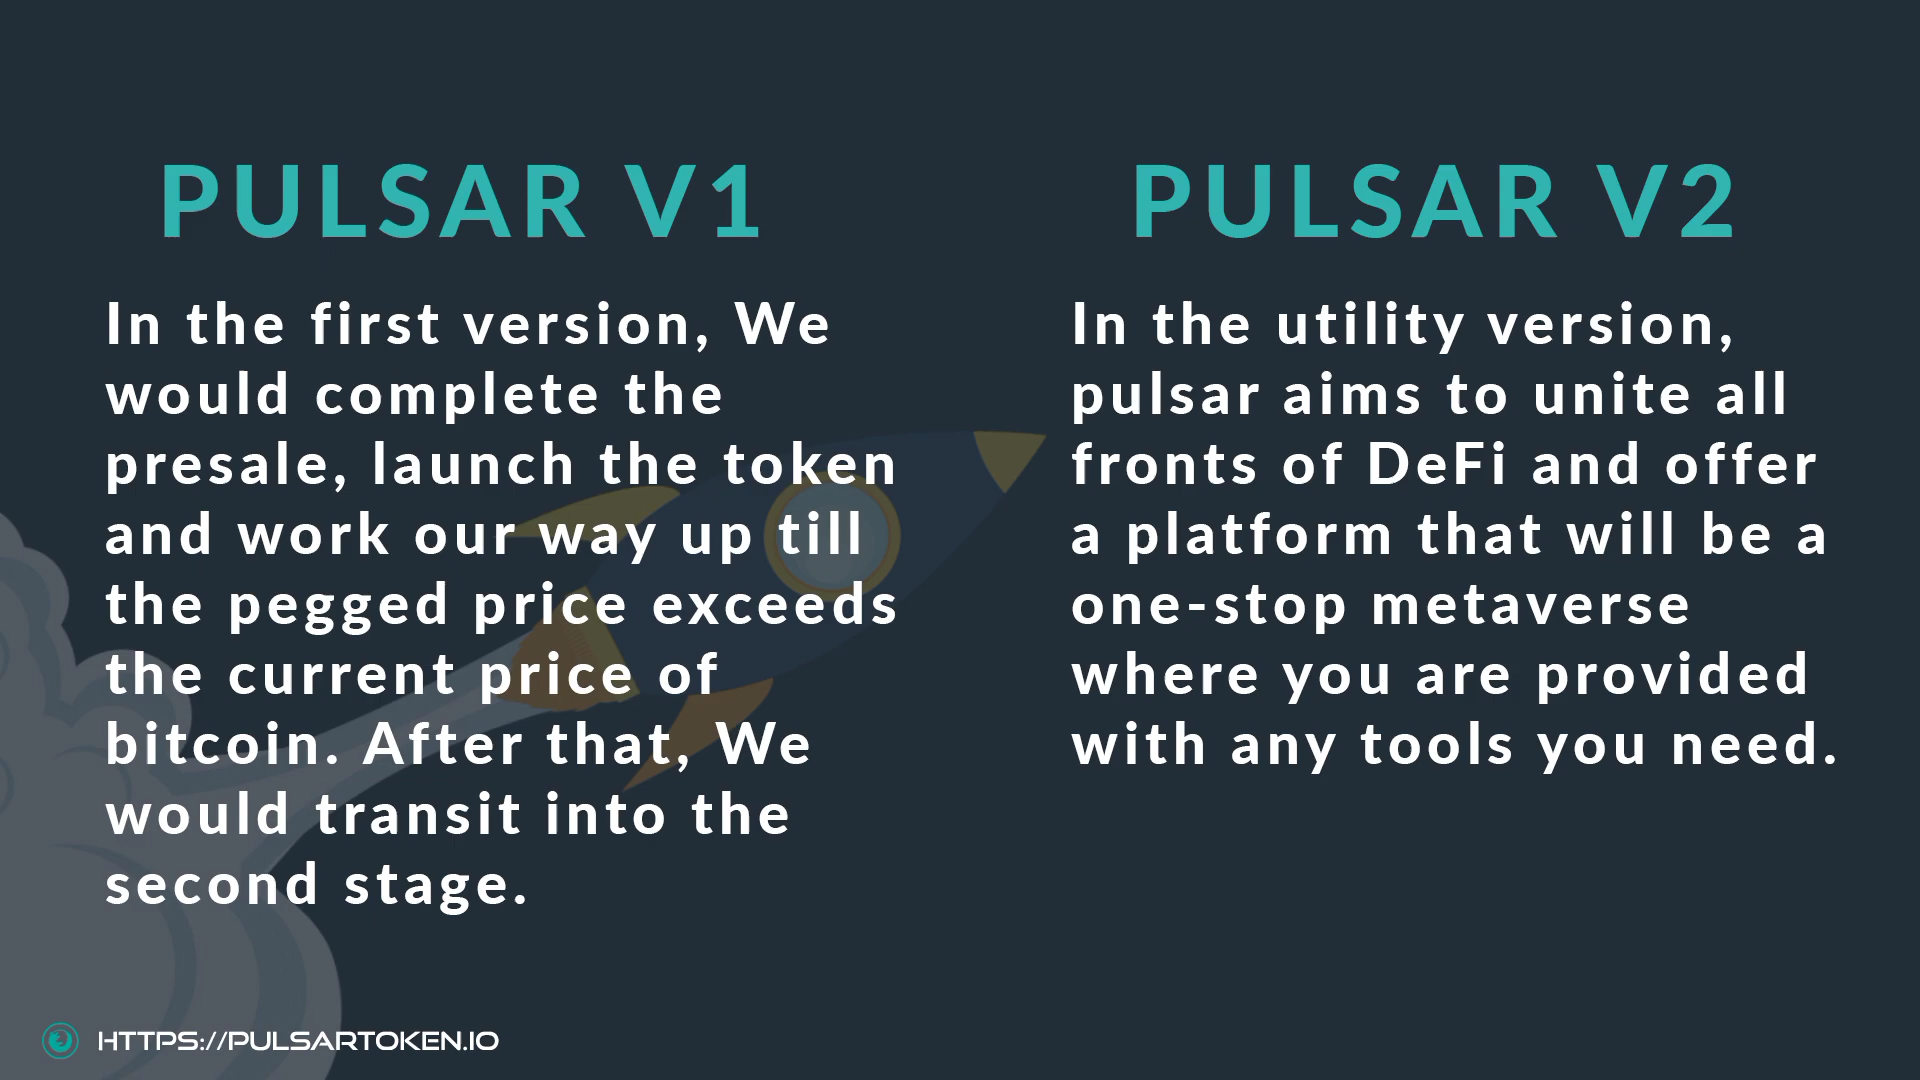 PULSAR V1
In the first version, We
would complete the
presale, launch the token
and work our way up till
the pegged price exceeds
the current price of
bitcoin. After that, We
would transit into the
second stage.
PULSAR V2
In the utility version,
pulsar aims to unite all
fronts of DeFi and offer
a platform that will be a
one-stop metaverse
where you are provided
with any tools you need.
HTTPS://PULSARTOKEN.IO